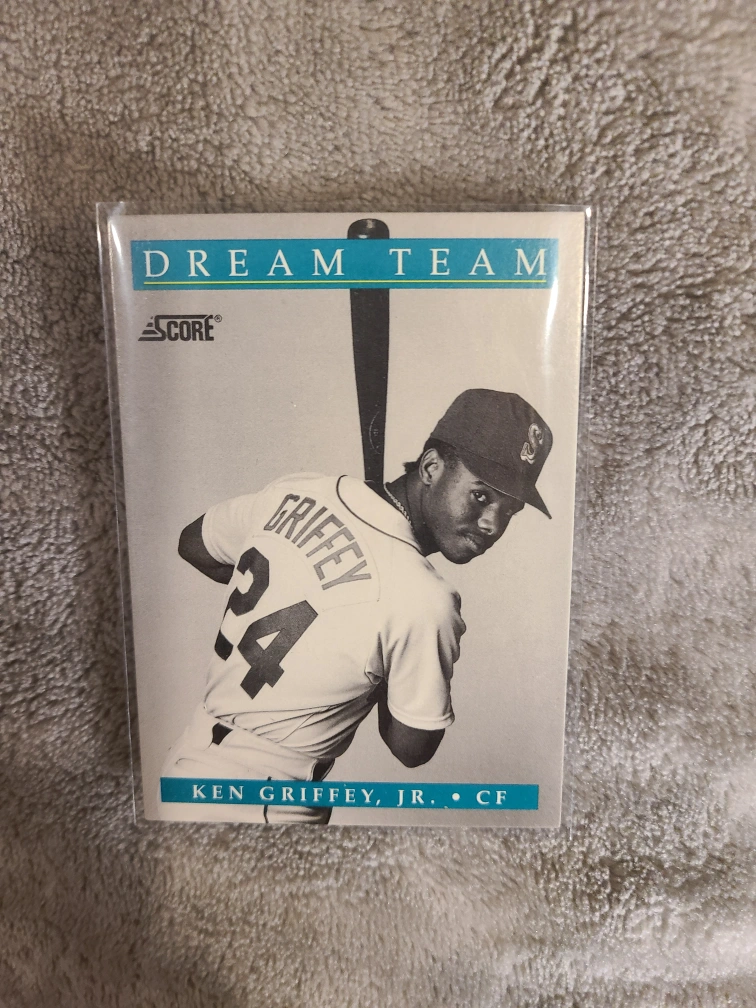 DREAM TEAM
SCORE®
S
GRIFFEY
24
KEN GRIFFEY, JR. • CF